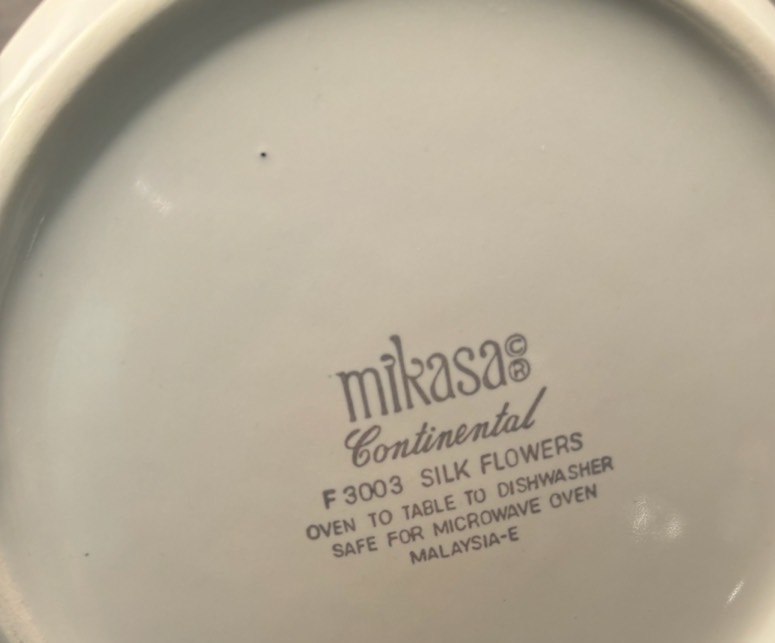 mikasa©®
Continental
F 3003 SILK FLOWERS
OVEN TO TABLE TO DISHWASHER
SAFE FOR MICROWAVE OVEN
MALAYSIA-E